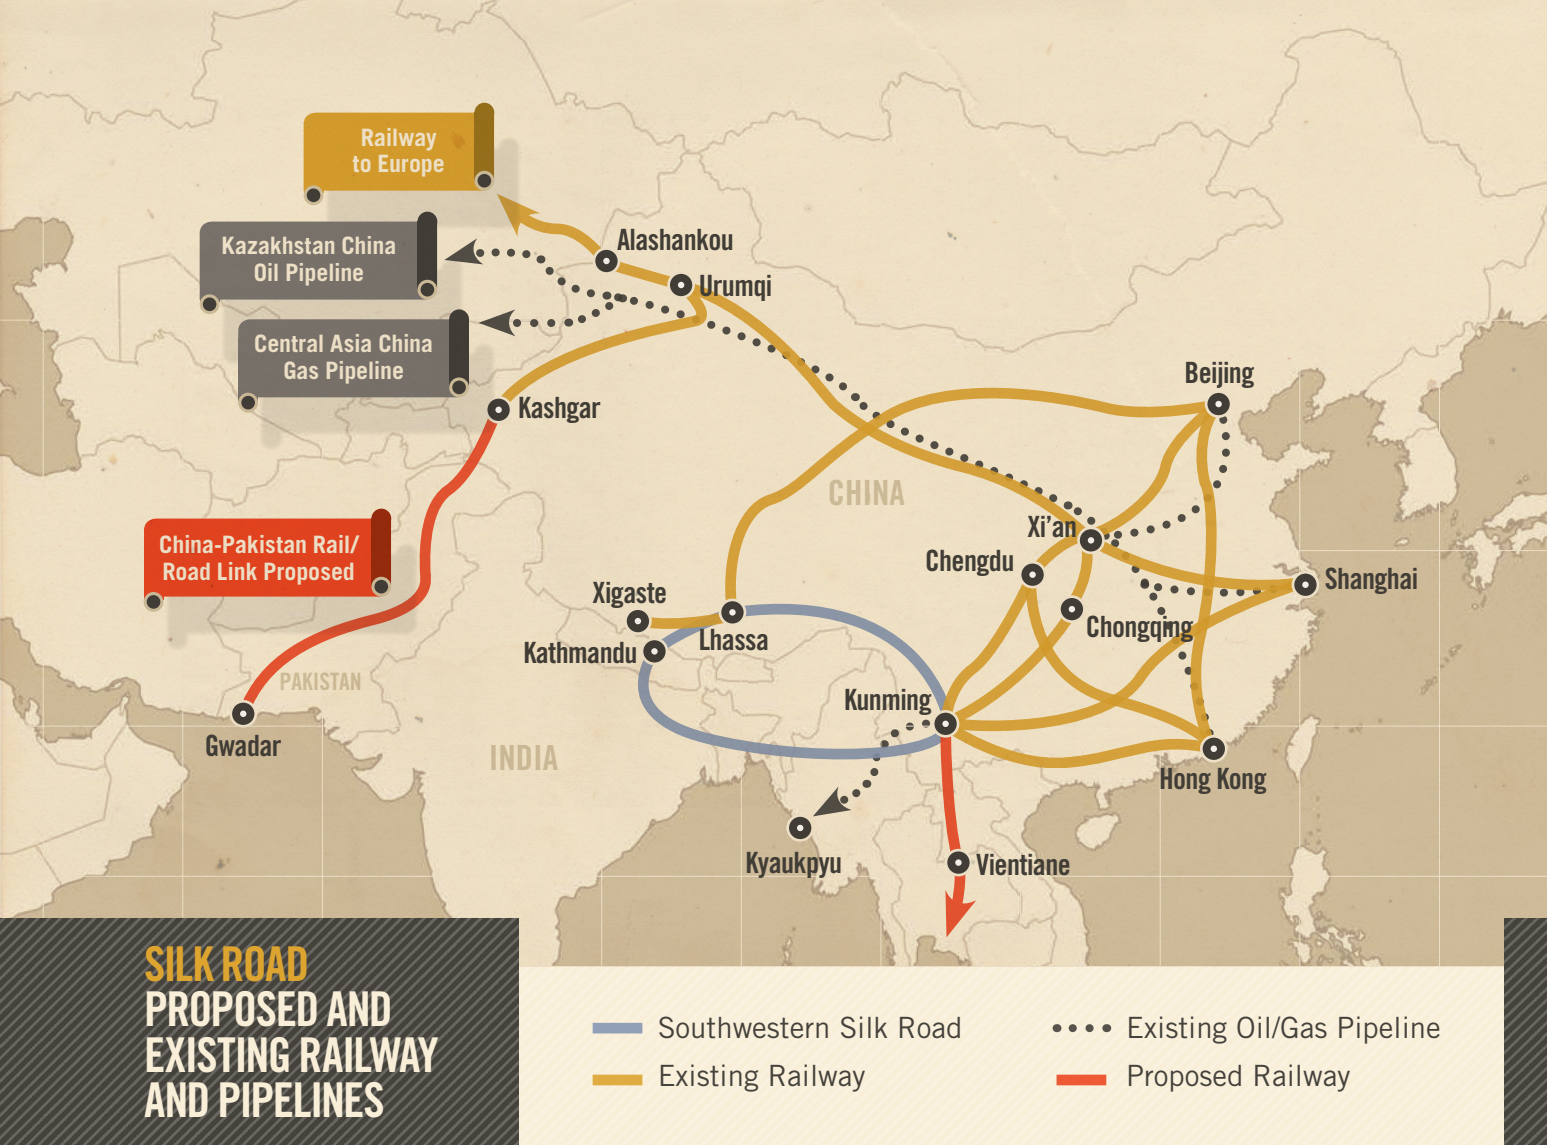 Railway
to Europe
Kazakhstan China
Oil Pipeline
Central Asia China
Gas Pipeline
China-Pakistan Rail/
Road Link Proposed
Alashankou
Urumqi
Kashgar
Beijing
CHINA
Xi'an
Chengdu
Shanghai
Xigaste
Chongqing
Lhassa
Kathmandu
PAKISTAN
Kunming
Gwadar
INDIA
Hong Kong
Kyaukpyu
Vientiane
SILK ROAD
PROPOSED AND
EXISTING RAILWAY
AND PIPELINES
Southwestern Silk Road
Existing Railway
Existing Oil/Gas Pipeline
Proposed Railway